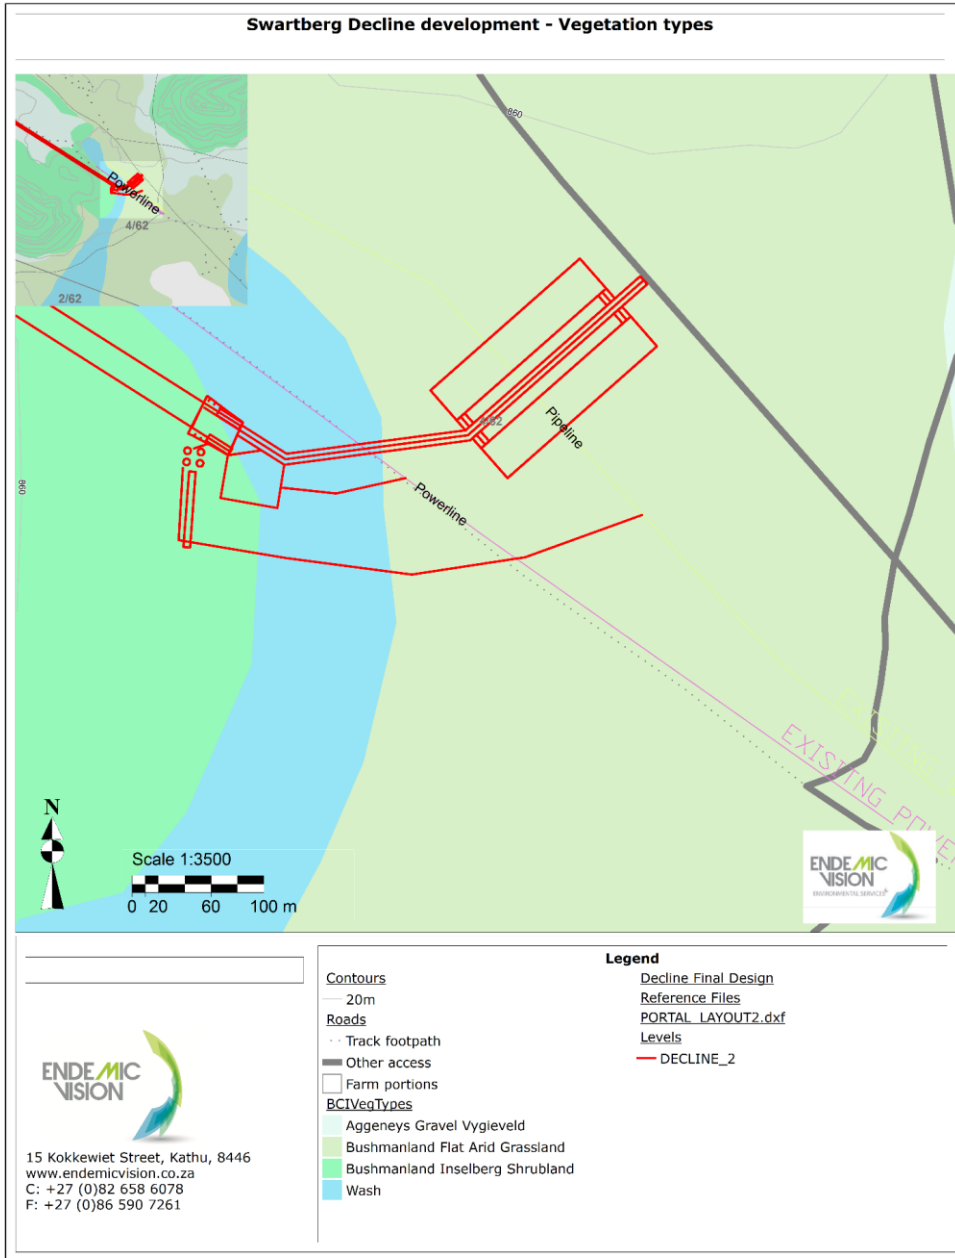 Swartberg Decline development - Vegetation types
860
Powerline
4/62
2/62
Pipeline
Powerline
860
EXISITNG POWE
N
Scale 1:3500
0 20 60 100 m
ENDEMIC
VISION
ENVIRONMENTAL SERVICES
Legend
Contours
20m
Roads
Track footpath
Other access
Farm portions
BCIVegTypes
Aggeneys Gravel Vygieveld
Bushmanland Flat Arid Grassland
Bushmanland Inselberg Shrubland
Wash
Decline Final Design
Reference Files
PORTAL LAYOUT2.dxf
Levels
DECLINE_2
ENDEMIC
VISION
15 Kokkewiet Street, Kathu, 8446
www.endemicvision.co.za
C: +27 (0)82 658 6078
F: +27 (0)86 590 7261